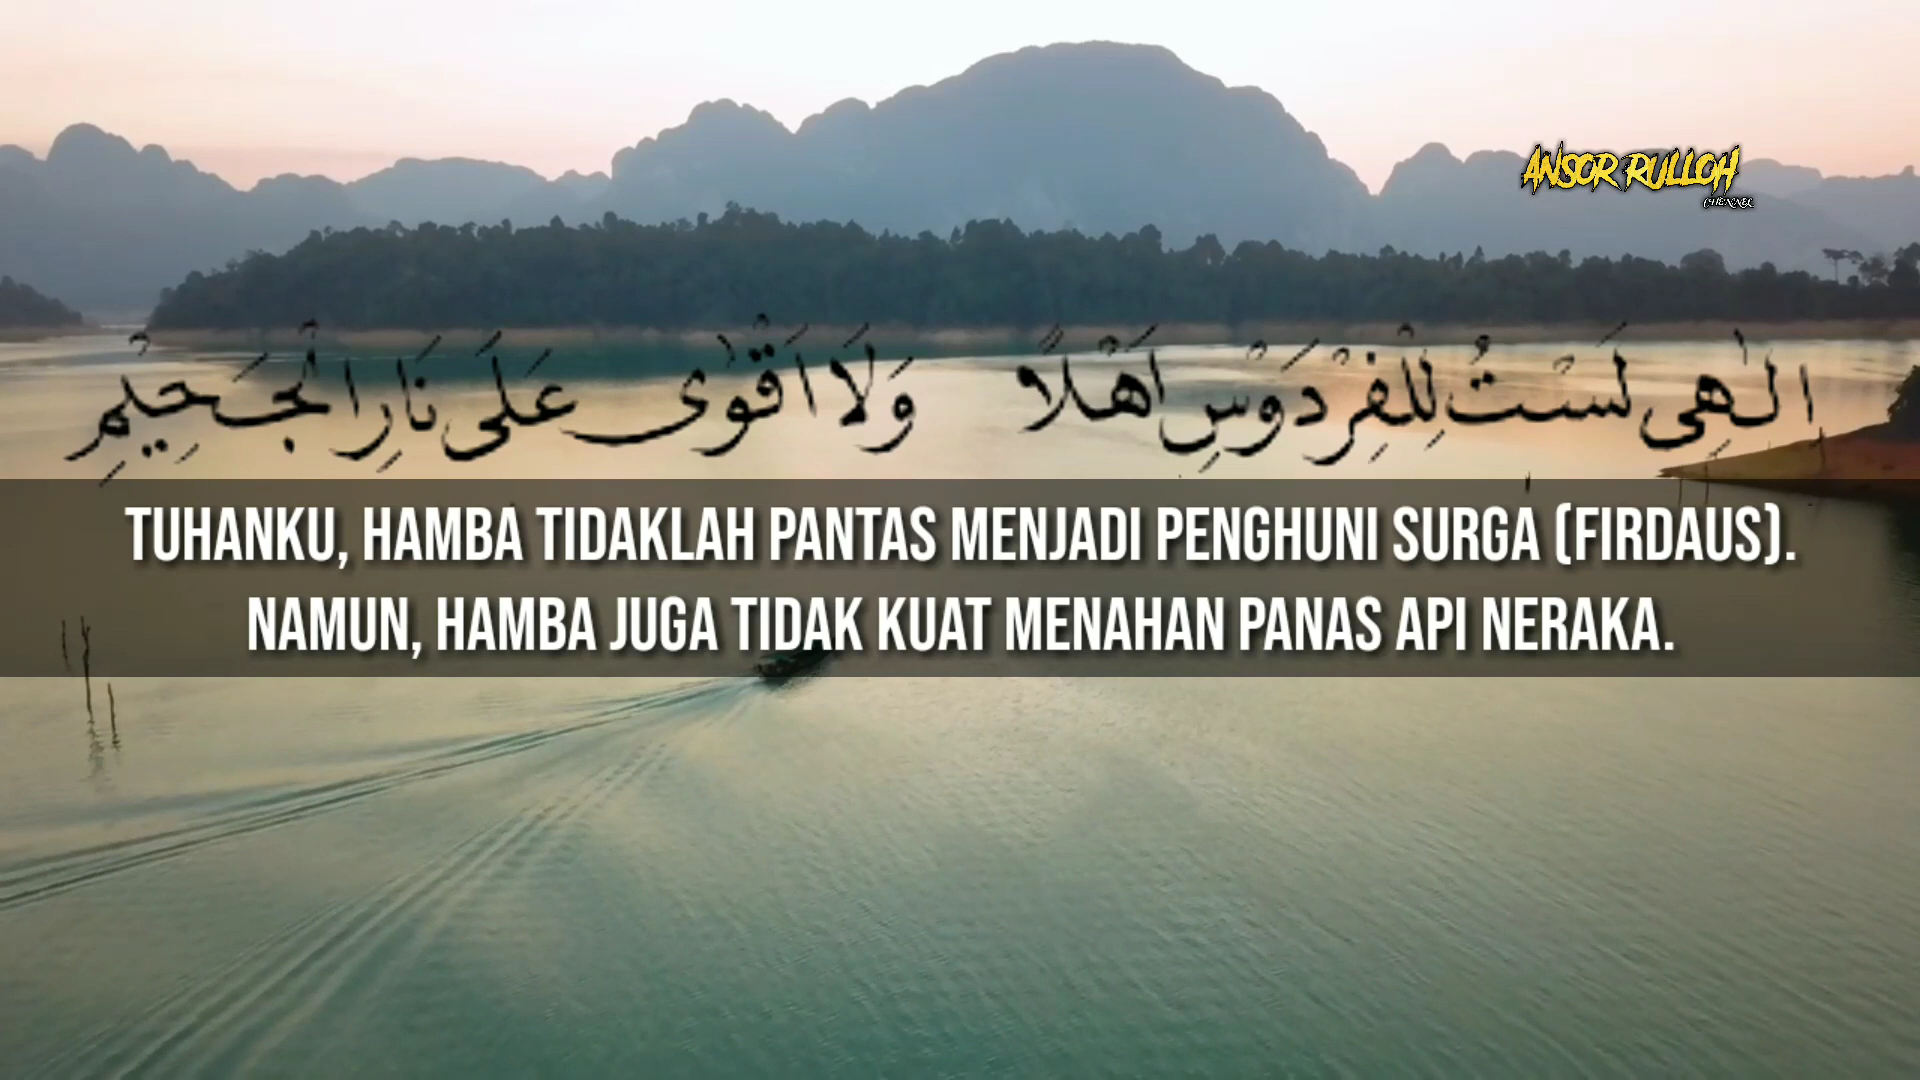 ANSOR RULLOH
CHENNEL
اِلٰهِى لَسْتُ لِلْفِرْدَوْسِ اَهْلًا وَلَا اَقْوٰى عَلَى نَارِ الْجَحِيْمِ
TUHANKU, HAMBA TIDAKLAH PANTAS MENJADI PENGHUNI SURGA (FIRDAUS).
NAMUN, HAMBA JUGA TIDAK KUAT MENAHAN PANAS API NERAKA.